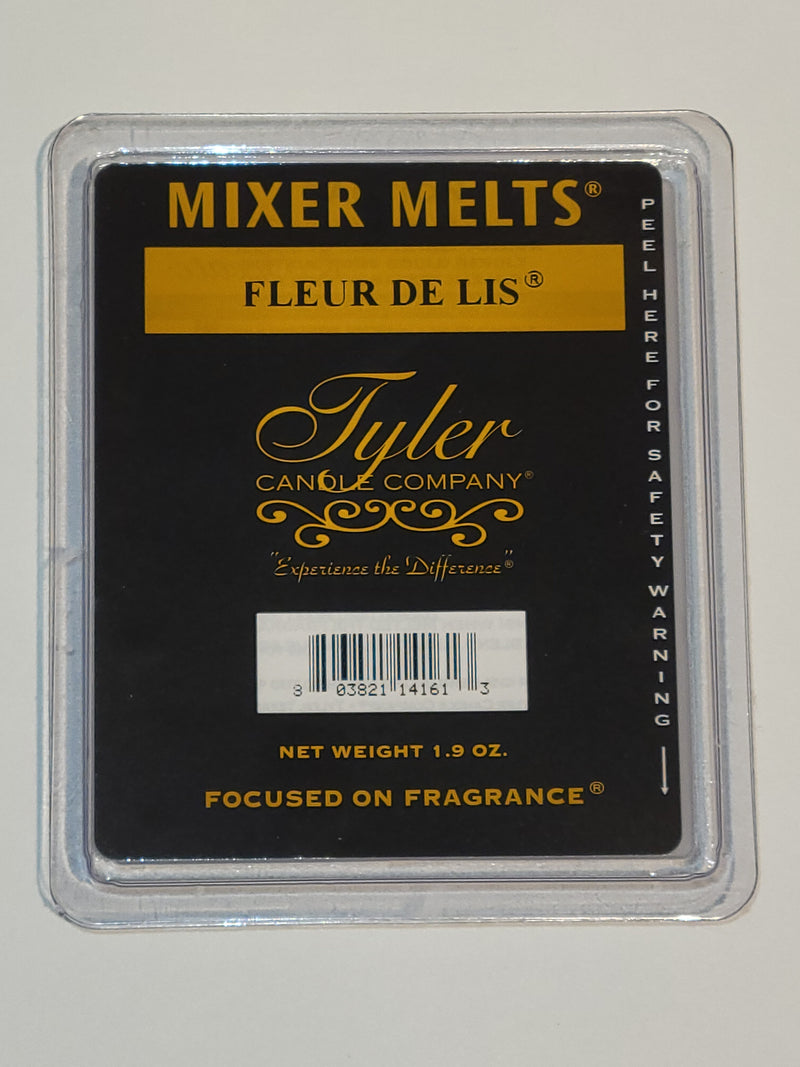 MIXER MELTS®
FLEUR DE LIS®
Tyler
CANDLE COMPANY®
"Experience the Difference"®
8 03821 14161 3
NET WEIGHT 1.9 OZ.
FOCUSED ON FRAGRANCE®
PEEL HERE FOR SAFETY WARNING